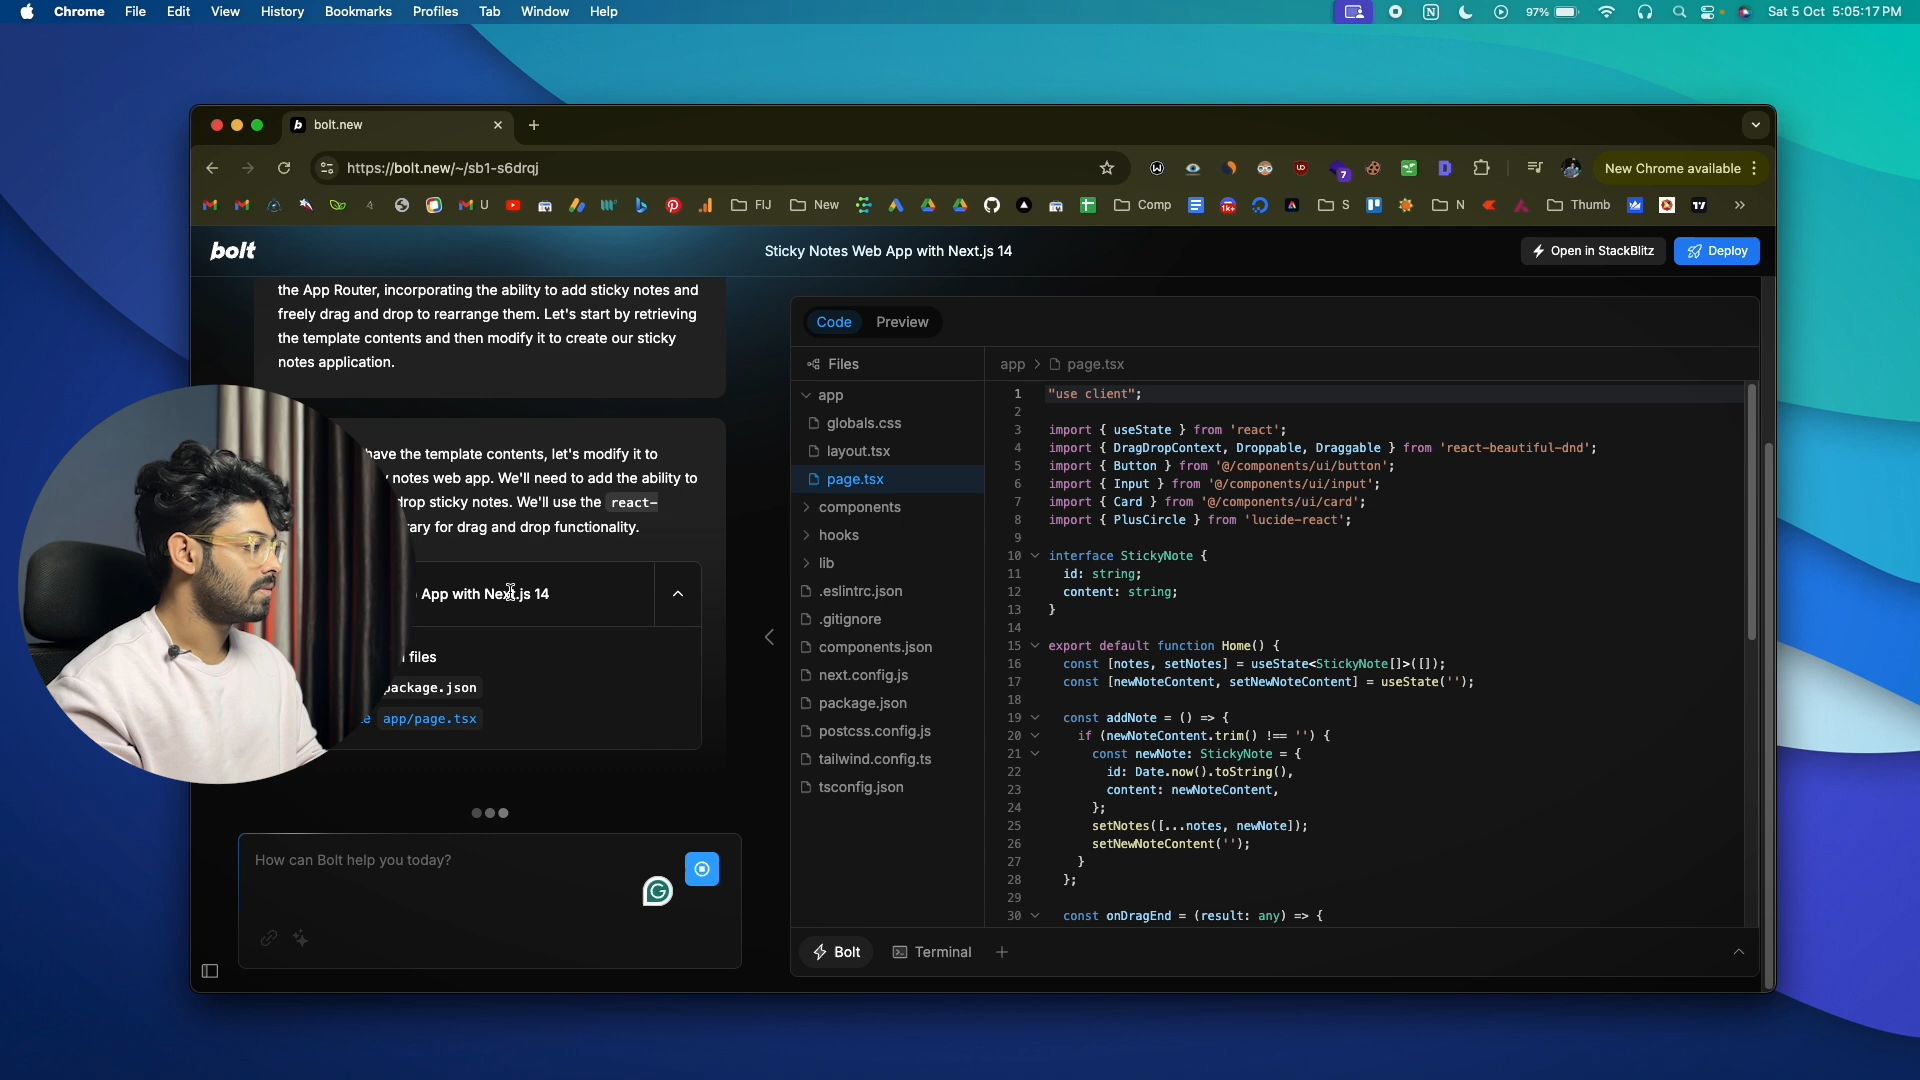 Chrome File Edit View History Bookmarks Profiles Tab Window Help
97% Sat 5 Oct 5:05:17 PM
bolt.new
https://bolt.new/~/sb1-s6drqj
7
New Chrome available
U FIJ New Comp 1k+ S N Thumb
bolt
Sticky Notes Web App with Next.js 14
Open in StackBlitz
Deploy
the App Router, incorporating the ability to add sticky notes and
freely drag and drop to rearrange them. Let's start by retrieving
the template contents and then modify it to create our sticky
notes application.
have the template contents, let's modify it to
notes web app. We'll need to add the ability to
drop sticky notes. We'll use the react-
for drag and drop functionality.
App with Next.js 14
files
package.json
app/page.tsx
How can Bolt help you today?
Code Preview
Files
app
globals.css
layout.tsx
page.tsx
components
hooks
lib
.eslintrc.json
.gitignore
components.json
next.config.js
package.json
postcss.config.js
tailwind.config.ts
tsconfig.json
app > page.tsx
1 "use client";
2
3 import { useState } from 'react';
4 import { DragDropContext, Droppable, Draggable } from 'react-beautiful-dnd';
5 import { Button } from '@/components/ui/button';
6 import { Input } from '@/components/ui/input';
7 import { Card } from '@/components/ui/card';
8 import { PlusCircle } from 'lucide-react';
9
10 interface StickyNote {
11 id: string;
12 content: string;
13 }
14
15 export default function Home() {
16 const [notes, setNotes] = useState<StickyNote[]>([]);
17 const [newNoteContent, setNewNoteContent] = useState('');
18
19 const addNote = () => {
20 if (newNoteContent.trim() !== '') {
21 const newNote: StickyNote = {
22 id: Date.now().toString(),
23 content: newNoteContent,
24 };
25 setNotes([...notes, newNote]);
26 setNewNoteContent('');
27 }
28 };
29
30 const onDragEnd = (result: any) => {
Bolt Terminal